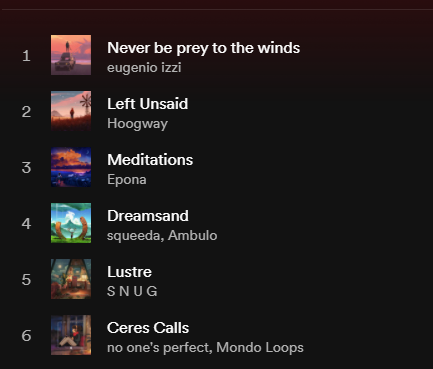 1
Never be prey to the winds
eugenio izzi
2
Left Unsaid
Hoogway
3
Meditations
Epona
4
Dreamsand
squeeda, Ambulo
5
Lustre
S N U G
6
Ceres Calls
no one's perfect, Mondo Loops